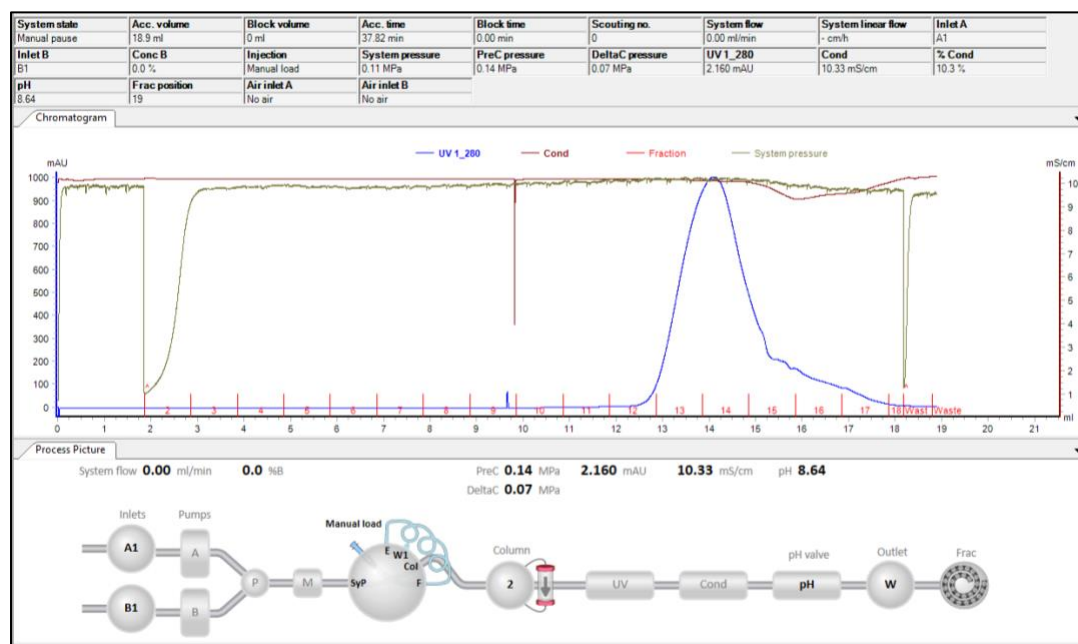 System state Acc. volume Block volume Acc. time Block time Scouting no. System flow System linear flow Inlet A
Manual pause 18.9 ml 0 ml 37.82 min 0.00 min 0 0.00 ml/min - cm/h A1
Inlet B Conc B Injection System pressure PreC pressure DeltaC pressure UV 1_280 Cond % Cond
B1 0.0 % Manual load 0.11 MPa 0.14 MPa 0.07 MPa 2.160 mAU 10.33 mS/cm 10.3 %
pH Frac position Air inlet A Air inlet B
8.64 19 No air No air
Chromatogram
mAU UV 1_280 Cond Fraction System pressure mS/cm
1000
900
800
700
600
500
400
300
200
100
0
10
9
8
7
6
5
4
3
2
1
0
A A
2 3 4 5 6 7 8 9 10 11 12 13 14 15 16 17 18 Wast Waste
0 1 2 3 4 5 6 7 8 9 10 11 12 13 14 15 16 17 18 19 20 21 ml
Process Picture
System flow 0.00 ml/min 0.0 %B PreC 0.14 MPa 2.160 mAU 10.33 mS/cm pH 8.64
DeltaC 0.07 MPa
Inlets Pumps Manual load Column pH valve Outlet Frac
A1 A E W1 Col
P M SyP F 2 UV Cond pH W
B1 B